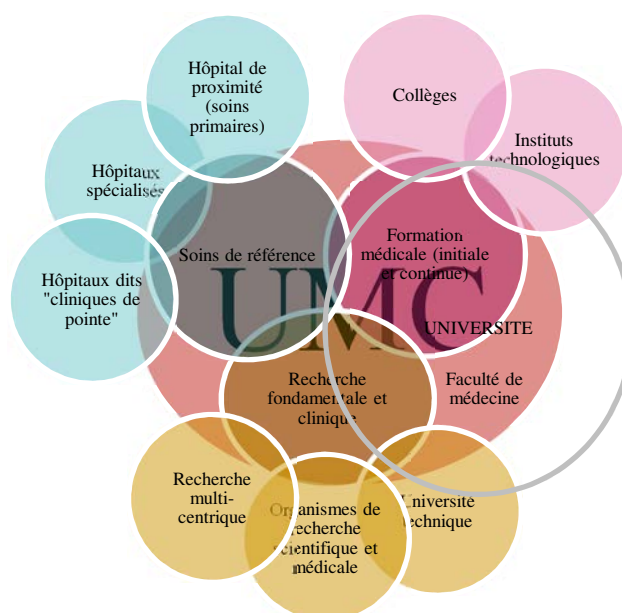 Hôpital de
proximité
(soins
primaires)
Collèges
Instituts
technologiques
Hôpitaux
spécialisés
Soins de référence
Formation
médicale (initiale
et continue)
Hôpitaux dits
"cliniques de
pointe"
UMC
UNIVERSITE
Recherche
fondamentale et
clinique
Faculté de
médecine
Recherche
multi-
centrique
Organismes de
recherche
scientifique et
médicale
Université
technique